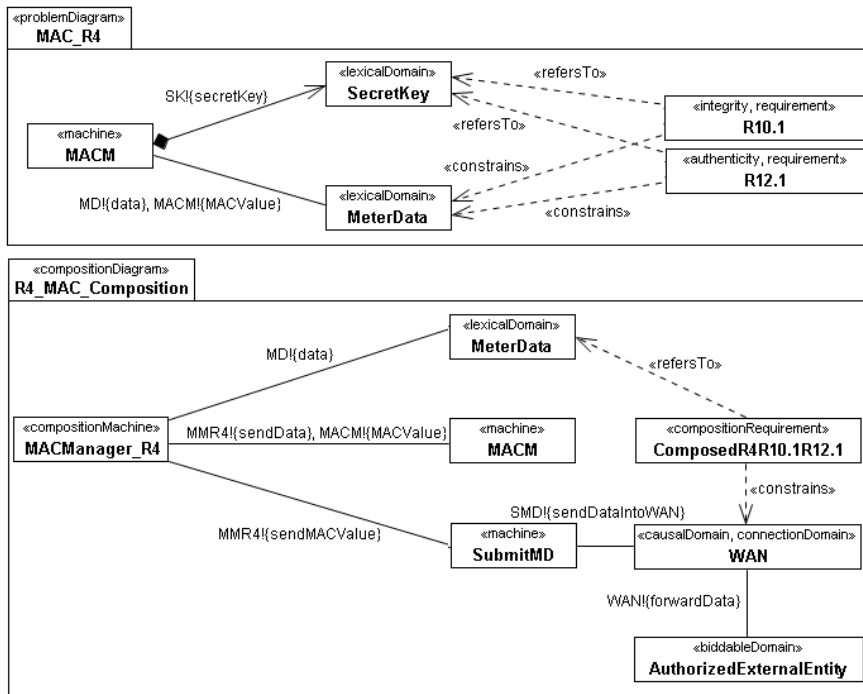 «problemDiagram»
MAC_R4
«lexicalDomain»
SecretKey
«refersTo»
SK!{secretKey}
«integrity, requirement»
R10.1
«refersTo»
«machine»
MACM
«authenticity, requirement»
R12.1
«constrains»
MD!{data}, MACM!{MACValue}
«lexicalDomain»
MeterData
«constrains»
«compositionDiagram»
R4_MAC_Composition
«lexicalDomain»
MeterData
MD!{data}
«refersTo»
«compositionMachine»
MACManager_R4
MMR4!{sendData}, MACM!{MACValue}
«machine»
MACM
«compositionRequirement»
ComposedR4R10.1R12.1
«constrains»
SMD!{sendDataIntoWAN}
MMR4!{sendMACValue}
«machine»
SubmitMD
«causalDomain, connectionDomain»
WAN
WAN!{forwardData}
«biddableDomain»
AuthorizedExternalEntity